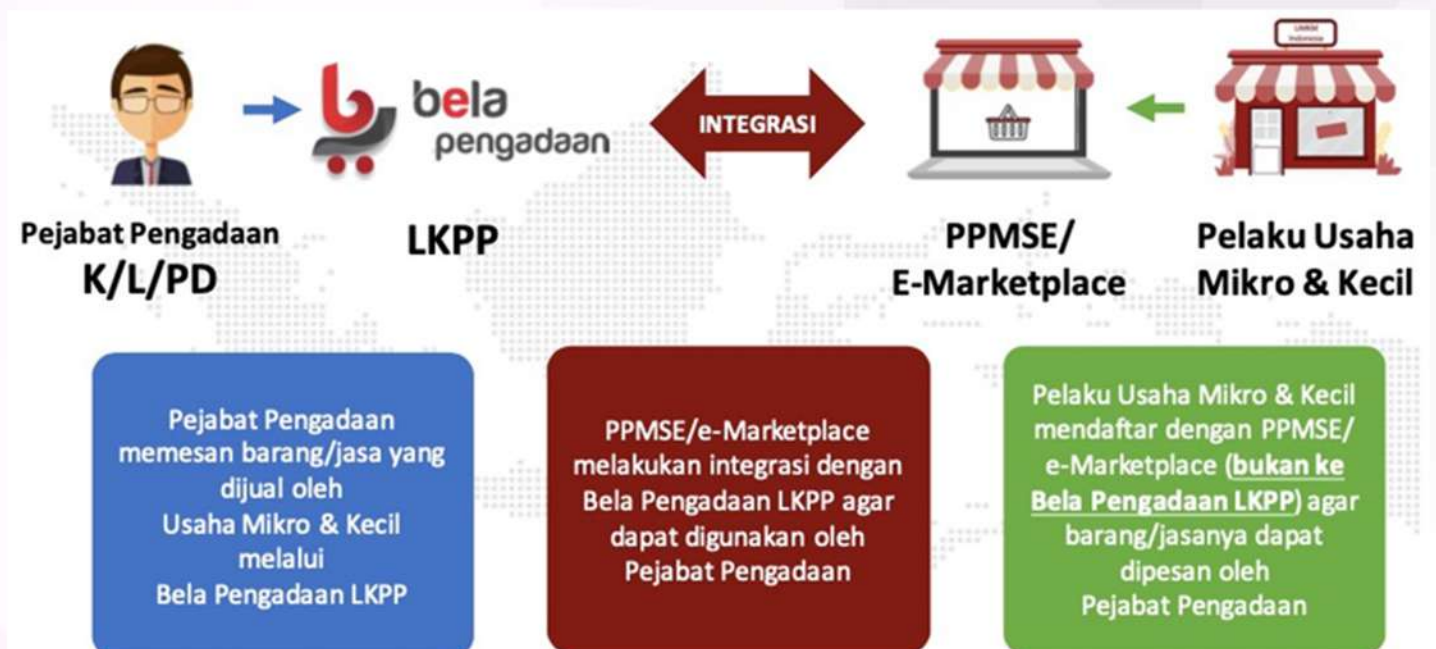 UMKM
Indonesia
bela
pengadaan
INTEGRASI
Pejabat Pengadaan
K/L/PD
LKPP
PPMSE/
E-Marketplace
Pelaku Usaha
Mikro & Kecil
Pejabat Pengadaan
memesan barang/jasa yang
dijual oleh
Usaha Mikro & Kecil
melalui
Bela Pengadaan LKPP
PPMSE/e-Marketplace
melakukan integrasi dengan
Bela Pengadaan LKPP agar
dapat digunakan oleh
Pejabat Pengadaan
Pelaku Usaha Mikro & Kecil
mendaftar dengan PPMSE/
e-Marketplace (bukan ke
Bela Pengadaan LKPP) agar
barang/jasanya dapat
dipesan oleh
Pejabat Pengadaan